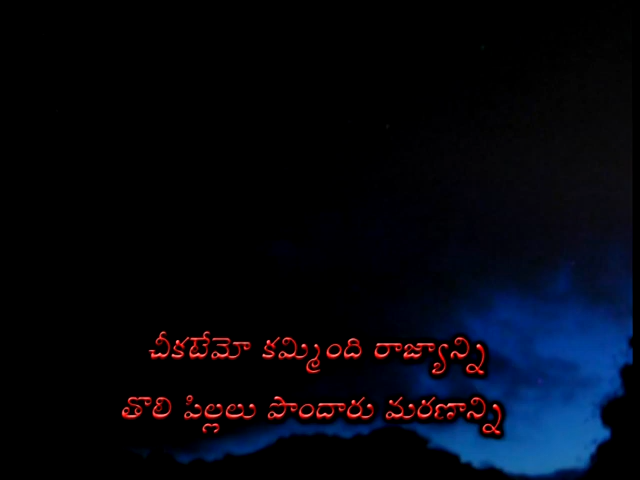 చీకటేమో కమ్మింది రాజ్యాన్ని
తొలి పిల్లలు పొందారు మరణాన్ని